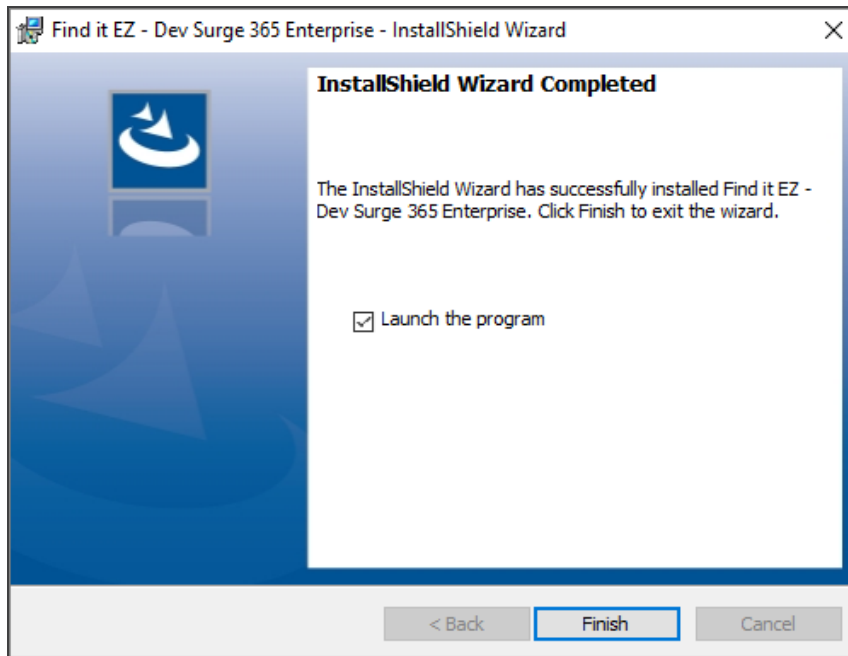 Find it EZ - Dev Surge 365 Enterprise - InstallShield Wizard
InstallShield Wizard Completed
The InstallShield Wizard has successfully installed Find it EZ -
Dev Surge 365 Enterprise. Click Finish to exit the wizard.
Launch the program
< Back
Finish
Cancel